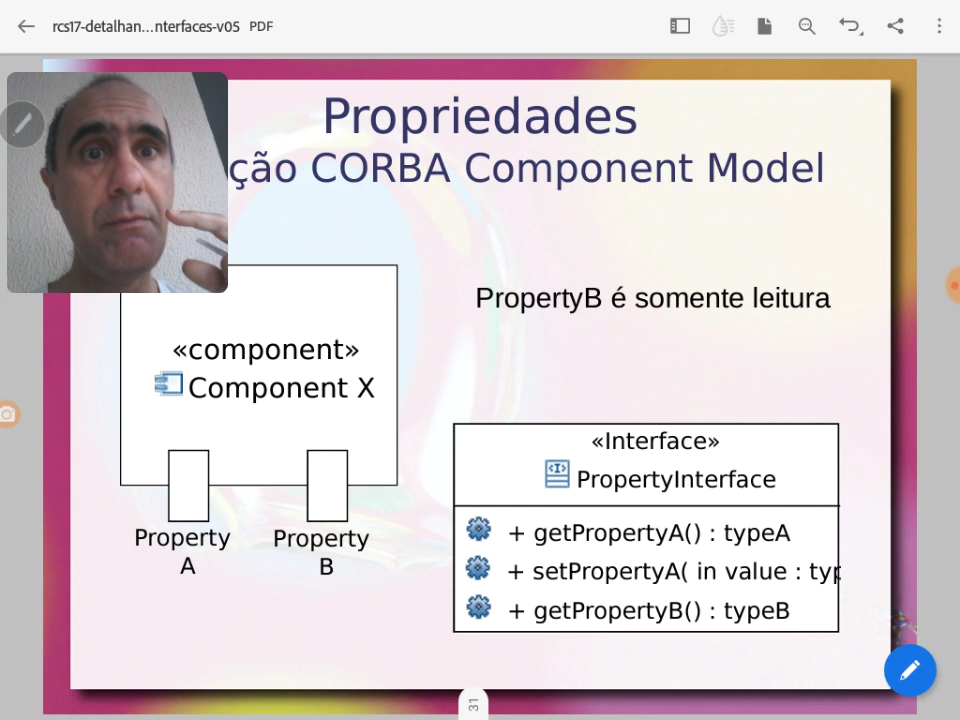 rcs17-detalhan...nterfaces-v05 PDF
Propriedades
ção CORBA Component Model
PropertyB é somente leitura
«component»
Component X
Property
A
Property
B
«Interface»
PropertyInterface
+ getPropertyA() : typeA
+ setPropertyA( in value : typ
+ getPropertyB() : typeB
31